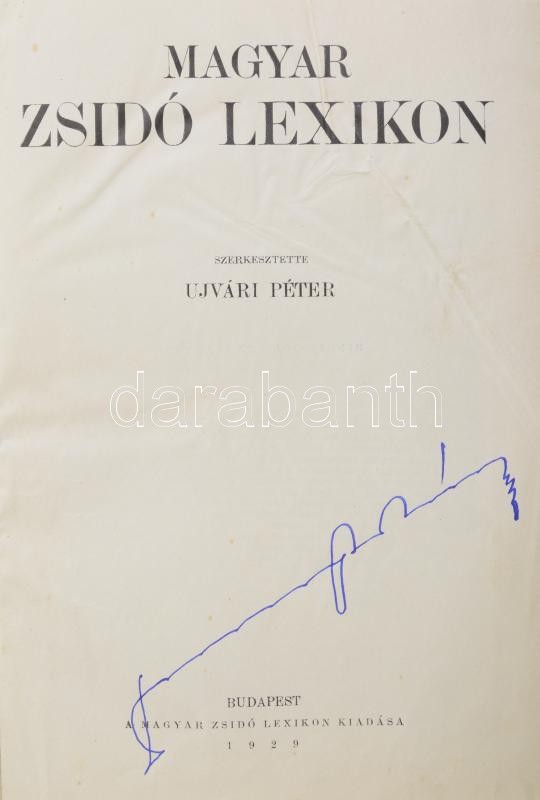 MAGYAR
ZSIDÓ LEXIKON
SZERKESZTETTE
UJVÁRI PÉTER
darabanth
BUDAPEST
A MAGYAR ZSIDÓ LEXIKON KIADÁSA
1929